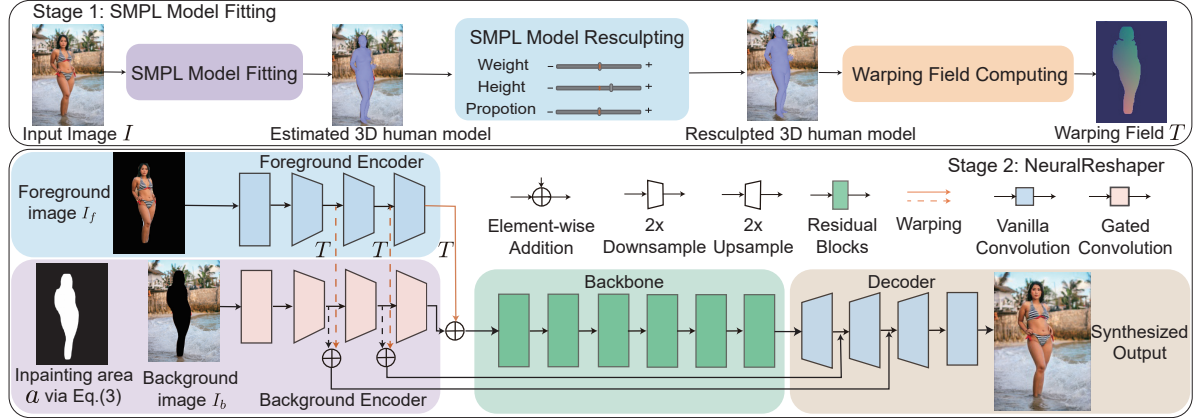 Stage 1: SMPL Model Fitting
SMPL Model Fitting
SMPL Model Resculpting
Weight - +
Height - +
Propotion - +
Warping Field Computing
Input Image I
Estimated 3D human model
Resculpted 3D human model
Warping Field T
Stage 2: NeuralReshaper
Foreground Encoder
Foreground
image I_f
T
T
T
Element-wise
Addition
2x
Downsample
2x
Upsample
Residual
Blocks
Warping
Vanilla
Convolution
Gated
Convolution
Backbone
Decoder
Inpainting area
a via Eq.(3)
Background
image I_b
Background Encoder
Synthesized
Output